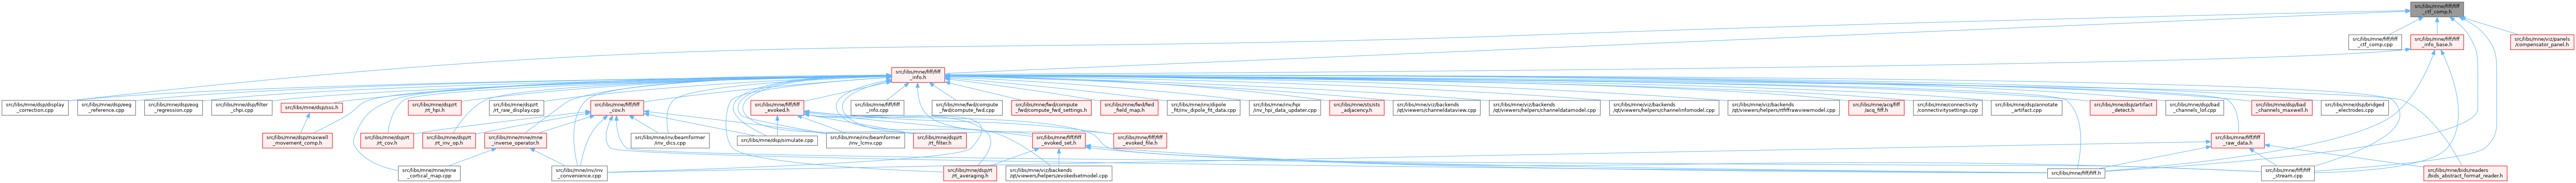 src/libs/mne/fiff/fiff
_ctf_comp.h
src/libs/mne/fiff/fiff
_ctf_comp.cpp
src/libs/mne/fiff/fiff
_info_base.h
src/libs/mne/viz/panels
/compensator_panel.h
src/libs/mne/fiff/fiff
_info.h
src/libs/mne/dsp/display
_correction.cpp
src/libs/mne/dsp/eeg
_reference.cpp
src/libs/mne/dsp/eog
_regression.cpp
src/libs/mne/dsp/filter
_chpi.cpp
src/libs/mne/dsp/sss.h
src/libs/mne/dsp/rt
/rt_hpi.h
src/libs/mne/dsp/rt
/rt_raw_display.cpp
src/libs/mne/fiff/fiff
_cov.h
src/libs/mne/fiff/fiff
_evoked.h
src/libs/mne/fiff/fiff
_info.cpp
src/libs/mne/fwd/compute
_fwd/compute_fwd.cpp
src/libs/mne/fwd/compute
_fwd/compute_fwd_settings.h
src/libs/mne/fwd/fwd
_field_map.h
src/libs/mne/inv/dipole
_fit/inv_dipole_fit_data.cpp
src/libs/mne/inv/hpi
/inv_hpi_data_updater.cpp
src/libs/mne/sts/sts
_adjacency.h
src/libs/mne/viz/backends
/qt/viewers/channeldataview.cpp
src/libs/mne/viz/backends
/qt/viewers/helpers/channeldatamodel.cpp
src/libs/mne/viz/backends
/qt/viewers/helpers/channelinfomodel.cpp
src/libs/mne/viz/backends
/qt/viewers/helpers/rtfiffrawviewmodel.cpp
src/libs/mne/acq/fiff
/acq_fiff.h
src/libs/mne/connectivity
/connectivitysettings.cpp
src/libs/mne/dsp/annotate
_artifact.cpp
src/libs/mne/dsp/artifact
_detect.h
src/libs/mne/dsp/bad
_channels_lof.cpp
src/libs/mne/dsp/bad
_channels_maxwell.h
src/libs/mne/dsp/bridged
_electrodes.cpp
src/libs/mne/dsp/maxwell
_movement_comp.h
src/libs/mne/dsp/rt
/rt_cov.h
src/libs/mne/dsp/rt
/rt_inv_op.h
src/libs/mne/mne/mne
_inverse_operator.h
src/libs/mne/inv/beamformer
/inv_dics.cpp
src/libs/mne/dsp/simulate.cpp
src/libs/mne/inv/beamformer
/inv_lcmv.cpp
src/libs/mne/dsp/rt
/rt_filter.h
src/libs/mne/fiff/fiff
_evoked_set.h
src/libs/mne/fiff/fiff
_evoked_file.h
src/libs/mne/fiff/fiff
_raw_data.h
src/libs/mne/mne/mne
_cortical_map.cpp
src/libs/mne/inv/inv
_convenience.cpp
src/libs/mne/dsp/rt
/rt_averaging.h
src/libs/mne/viz/backends
/qt/viewers/helpers/evokedsetmodel.cpp
src/libs/mne/fiff/fiff.h
src/libs/mne/fiff/fiff
_stream.cpp
src/libs/mne/bids/readers
/bids_abstract_format_reader.h